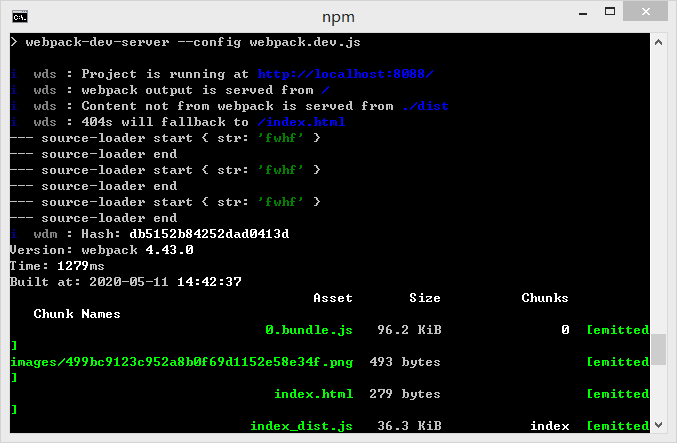 npm
> webpack-dev-server --config webpack.dev.js
i wds : Project is running at http://localhost:8080/
i wds : webpack output is served from /
i wds : Content not from webpack is served from ./dist
i wds : 404s will fallback to /index.html
--- source-loader start { str: 'fwhf' }
--- source-loader end
--- source-loader start { str: 'fwhf' }
--- source-loader end
--- source-loader start { str: 'fwhf' }
--- source-loader end
i wdm : Hash: db5152b84252dad0413d
Version: webpack 4.43.0
Time: 1279ms
Built at: 2020-05-11 14:42:37
Asset Size Chunks
Chunk Names
0.bundle.js 96.2 KiB 0 [emitted
]
images/499bc9123c952a8b0f69d1152e58e34f.png 493 bytes [emitted
]
index.html 279 bytes [emitted
]
index_dist.js 36.3 KiB index [emitted